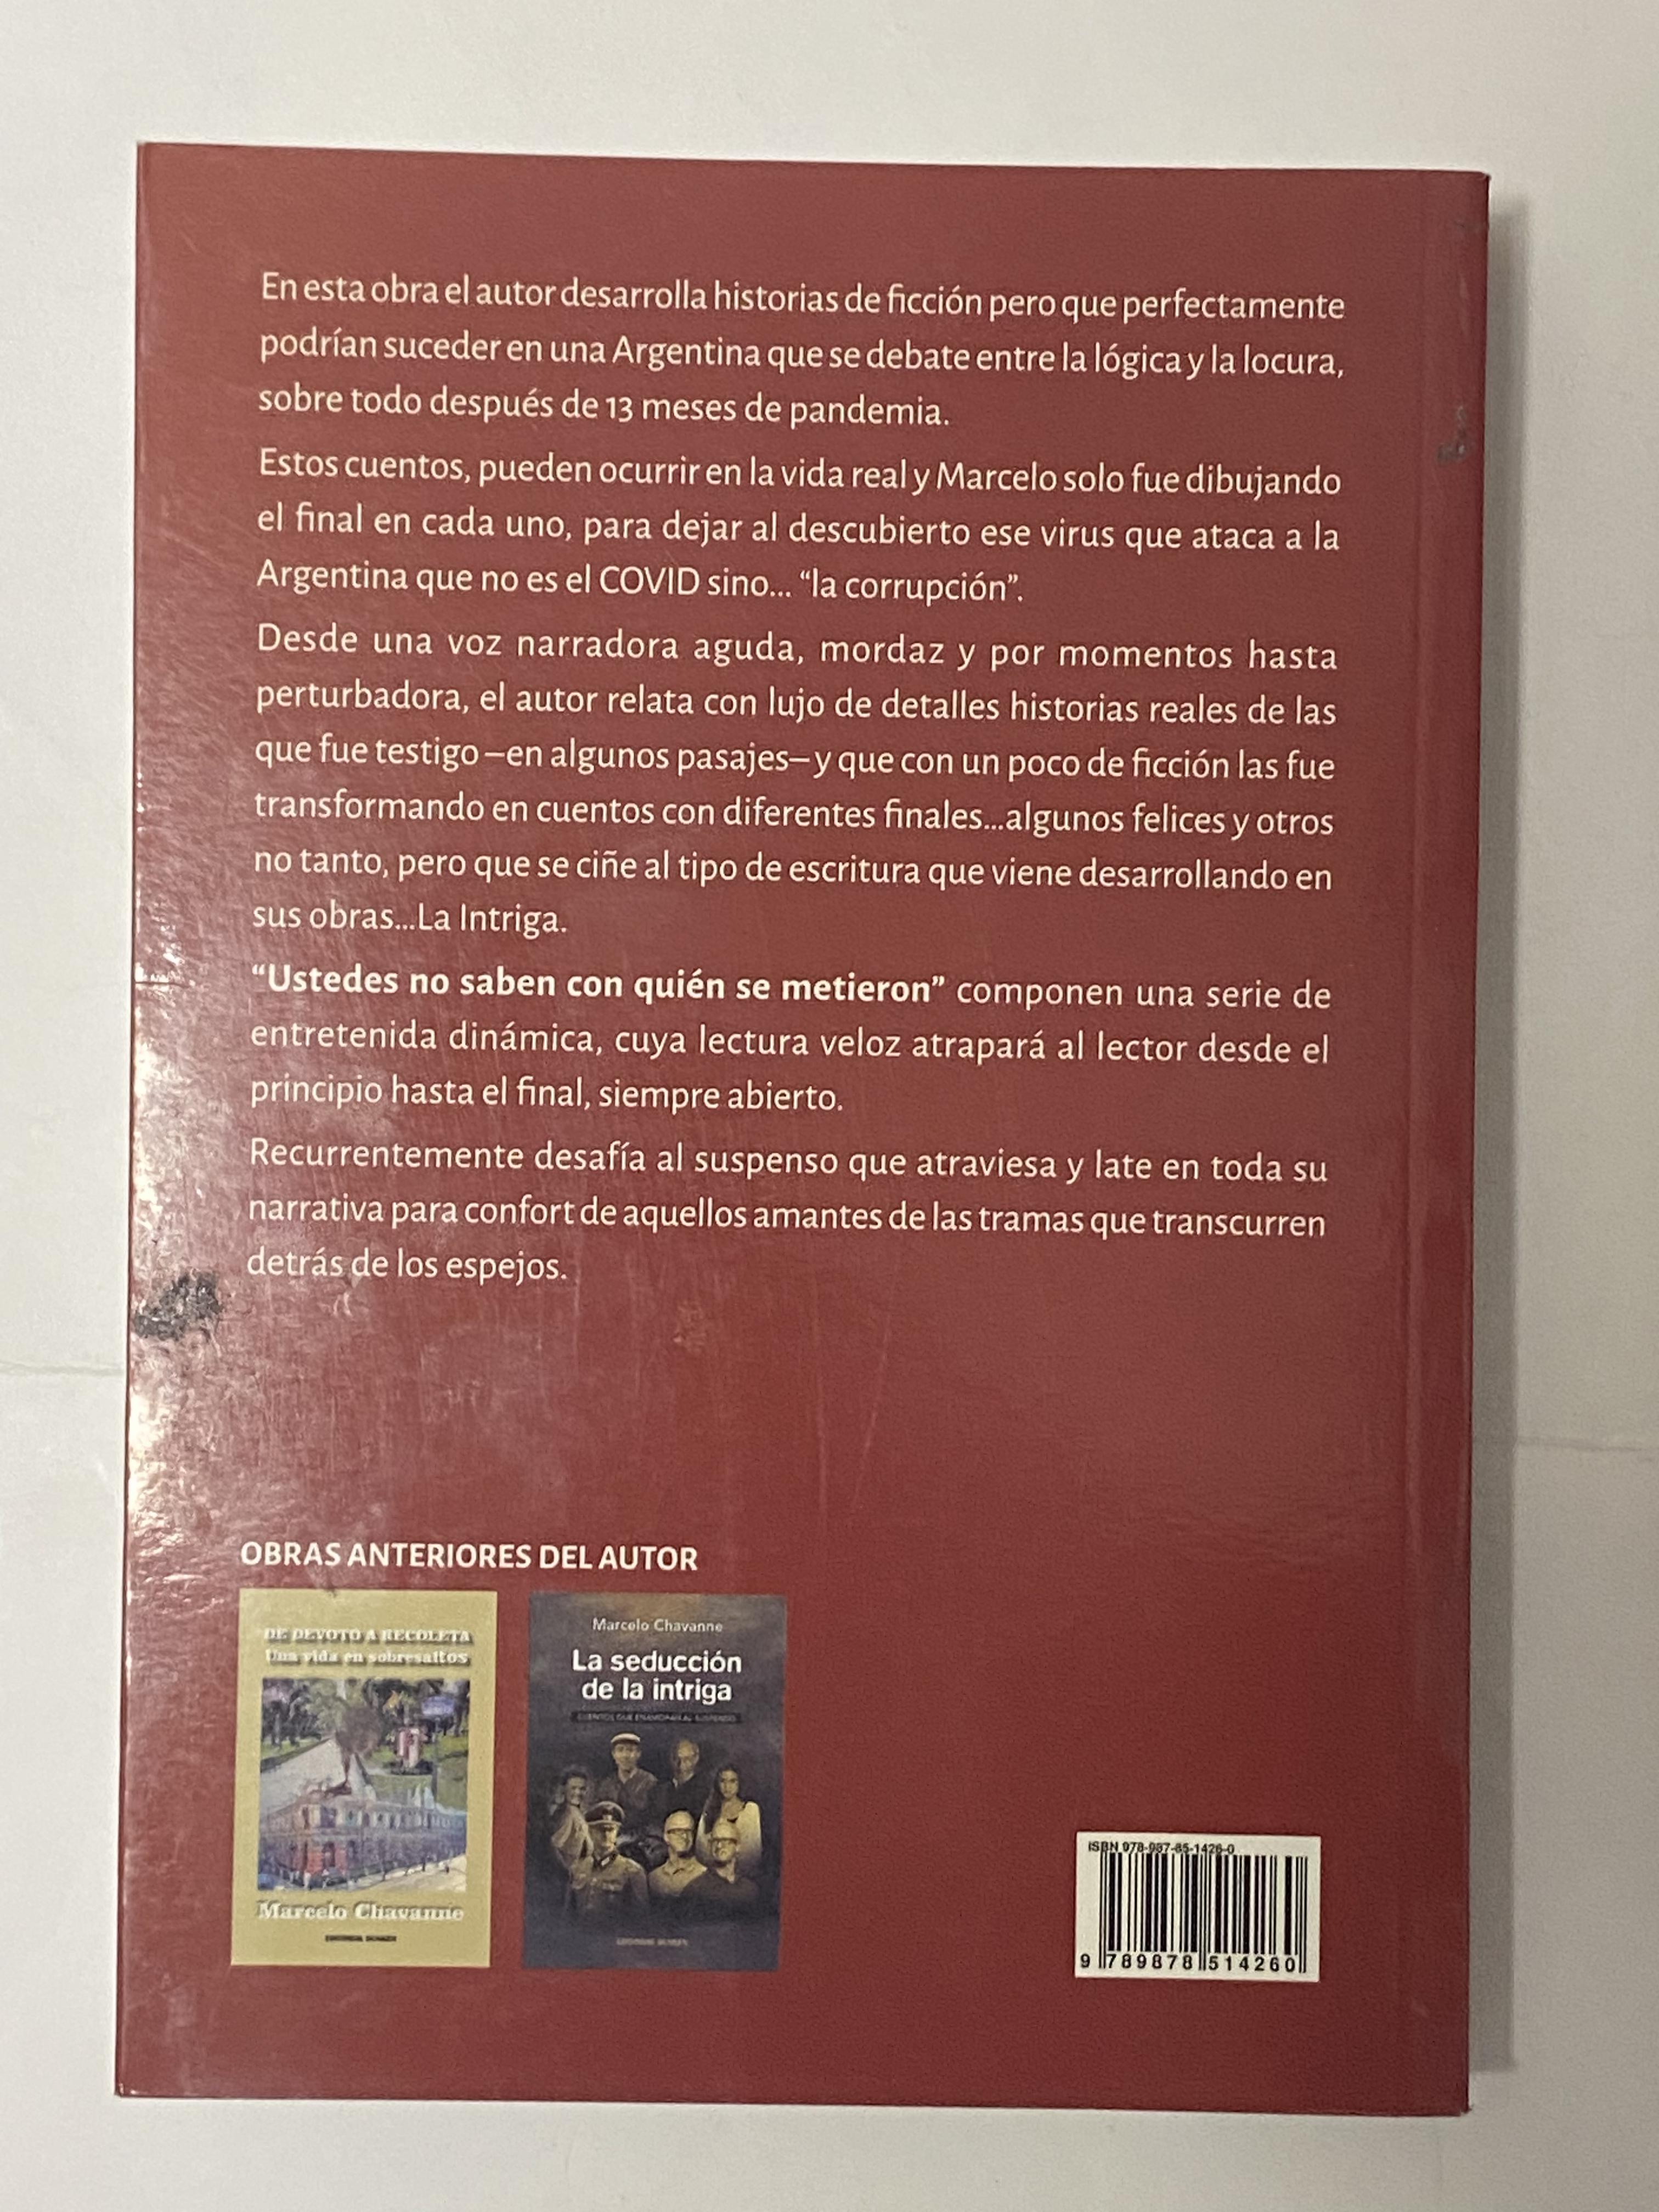 En esta obra el autor desarrolla historias de ficción pero que perfectamente
podrían suceder en una Argentina que se debate entre la lógica y la locura,
sobre todo después de 13 meses de pandemia.
Estos cuentos, pueden ocurrir en la vida real y Marcelo solo fue dibujando
el final en cada uno, para dejar al descubierto ese virus que ataca a la
Argentina que no es el COVID sino... “la corrupción”.
Desde una voz narradora aguda, mordaz y por momentos hasta
perturbadora, el autor relata con lujo de detalles historias reales de las
que fue testigo –en algunos pasajes– y que con un poco de ficción las fue
transformando en cuentos con diferentes finales...algunos felices y otros
no tanto, pero que se ciñe al tipo de escritura que viene desarrollando en
sus obras...La Intriga.
“Ustedes no saben con quién se metieron” componen una serie de
entretenida dinámica, cuya lectura veloz atrapará al lector desde el
principio hasta el final, siempre abierto.
Recurrentemente desafía al suspenso que atraviesa y late en toda su
narrativa para confort de aquellos amantes de las tramas que transcurren
detrás de los espejos.
OBRAS ANTERIORES DEL AUTOR
DE DEVOTO A RECOLETA
Una vida en sobresaltos
Marcelo Chavanne
EDITORIAL DUNKEN
Marcelo Chavanne
La seducción
de la intriga
CUENTOS QUE ENAMORAN AL SUSPENSO
EDITORIAL DUNKEN
ISBN 978-987-85-1426-0
9 789878 514260